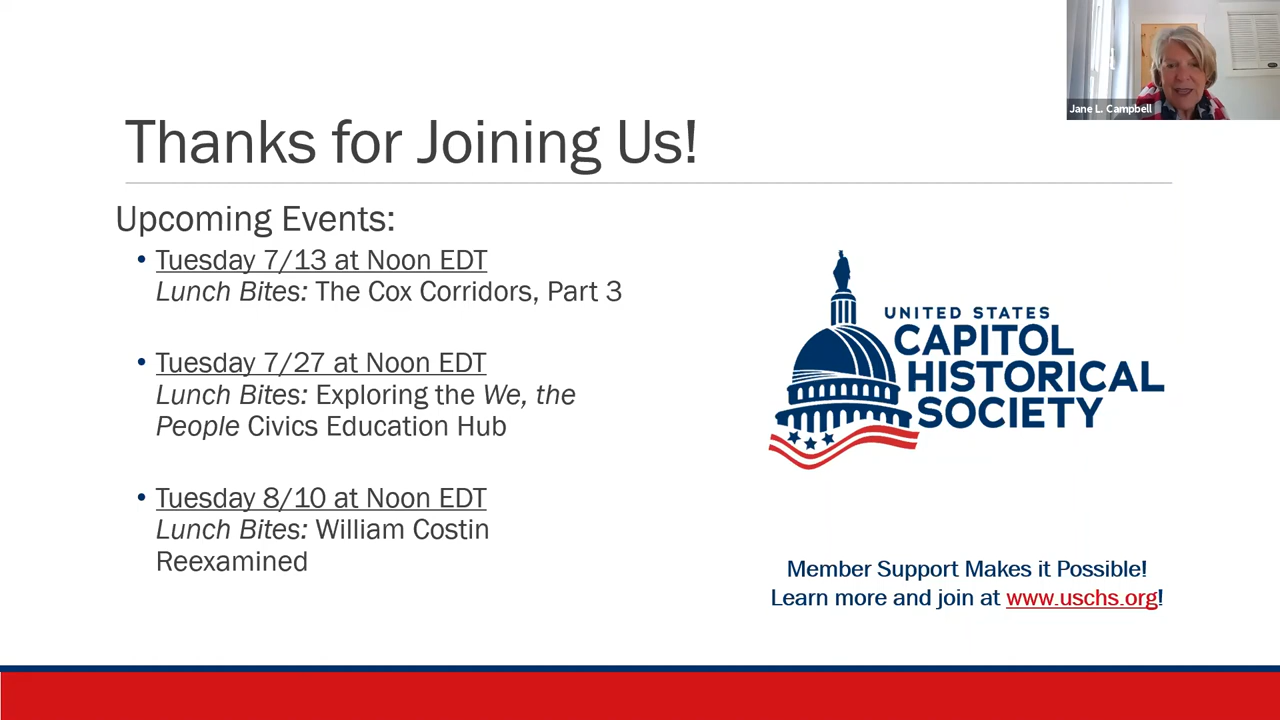 Jane L. Campbell
Thanks for Joining Us!
Upcoming Events:
• Tuesday 7/13 at Noon EDT
Lunch Bites: The Cox Corridors, Part 3
• Tuesday 7/27 at Noon EDT
Lunch Bites: Exploring the We, the
People Civics Education Hub
• Tuesday 8/10 at Noon EDT
Lunch Bites: William Costin
Reexamined
UNITED STATES
CAPITOL
HISTORICAL
SOCIETY
Member Support Makes it Possible!
Learn more and join at www.uschs.org!